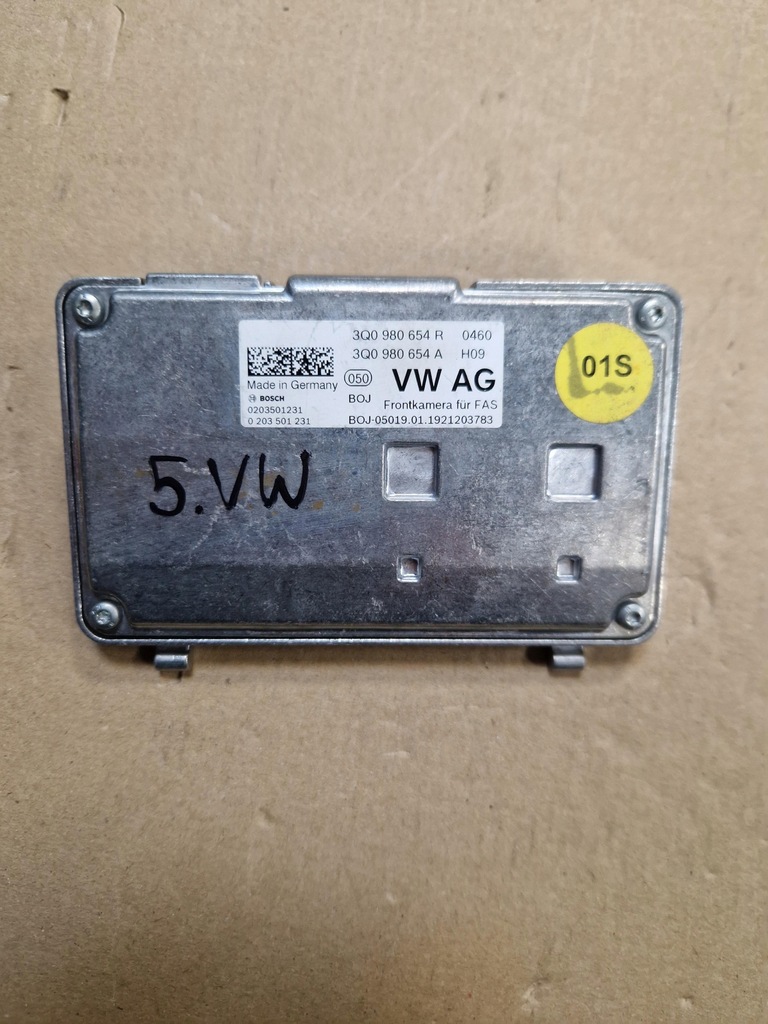 3Q0 980 654 R 0460
3Q0 980 654 A H09
Made in Germany 050 VW AG
BOSCH BOJ Frontkamera für FAS
0203501231
0 203 501 231 BOJ-05019.01.1921203783
01S
5.VW